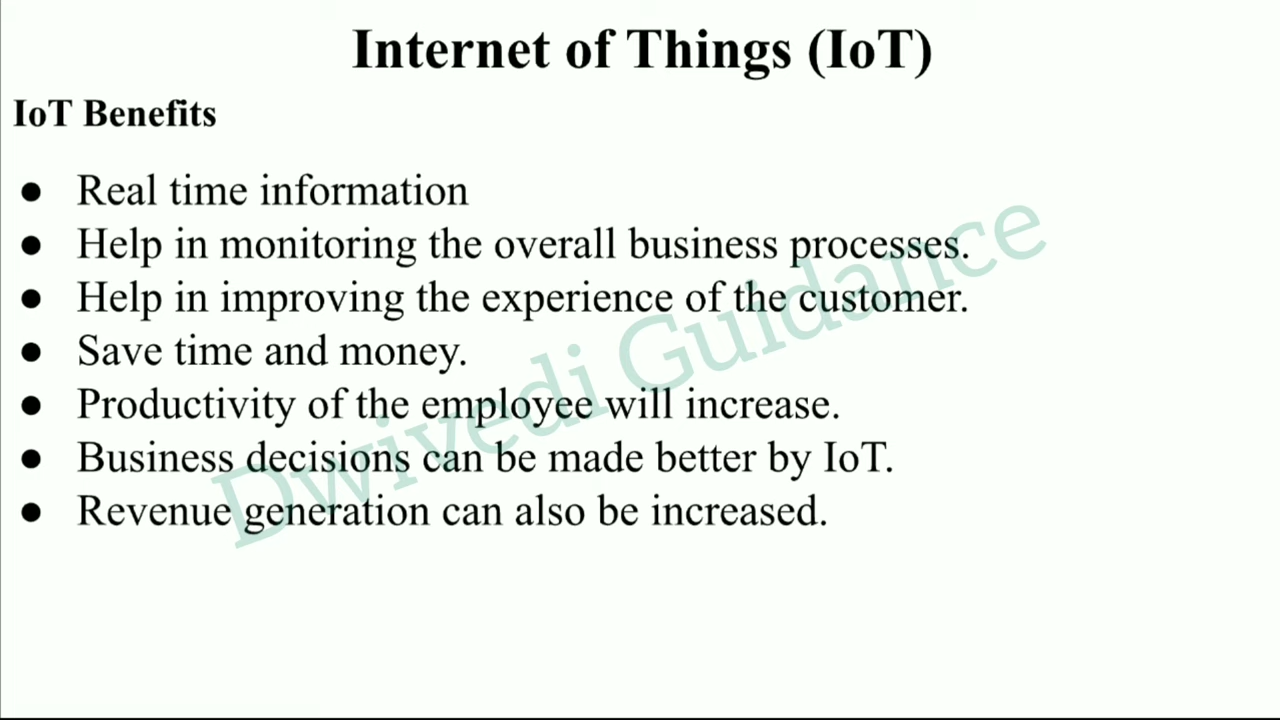 Internet of Things (IoT)
IoT Benefits
● Real time information
● Help in monitoring the overall business processes.
● Help in improving the experience of the customer.
● Save time and money.
● Productivity of the employee will increase.
● Business decisions can be made better by IoT.
● Revenue generation can also be increased.
Dwivedi Guidance